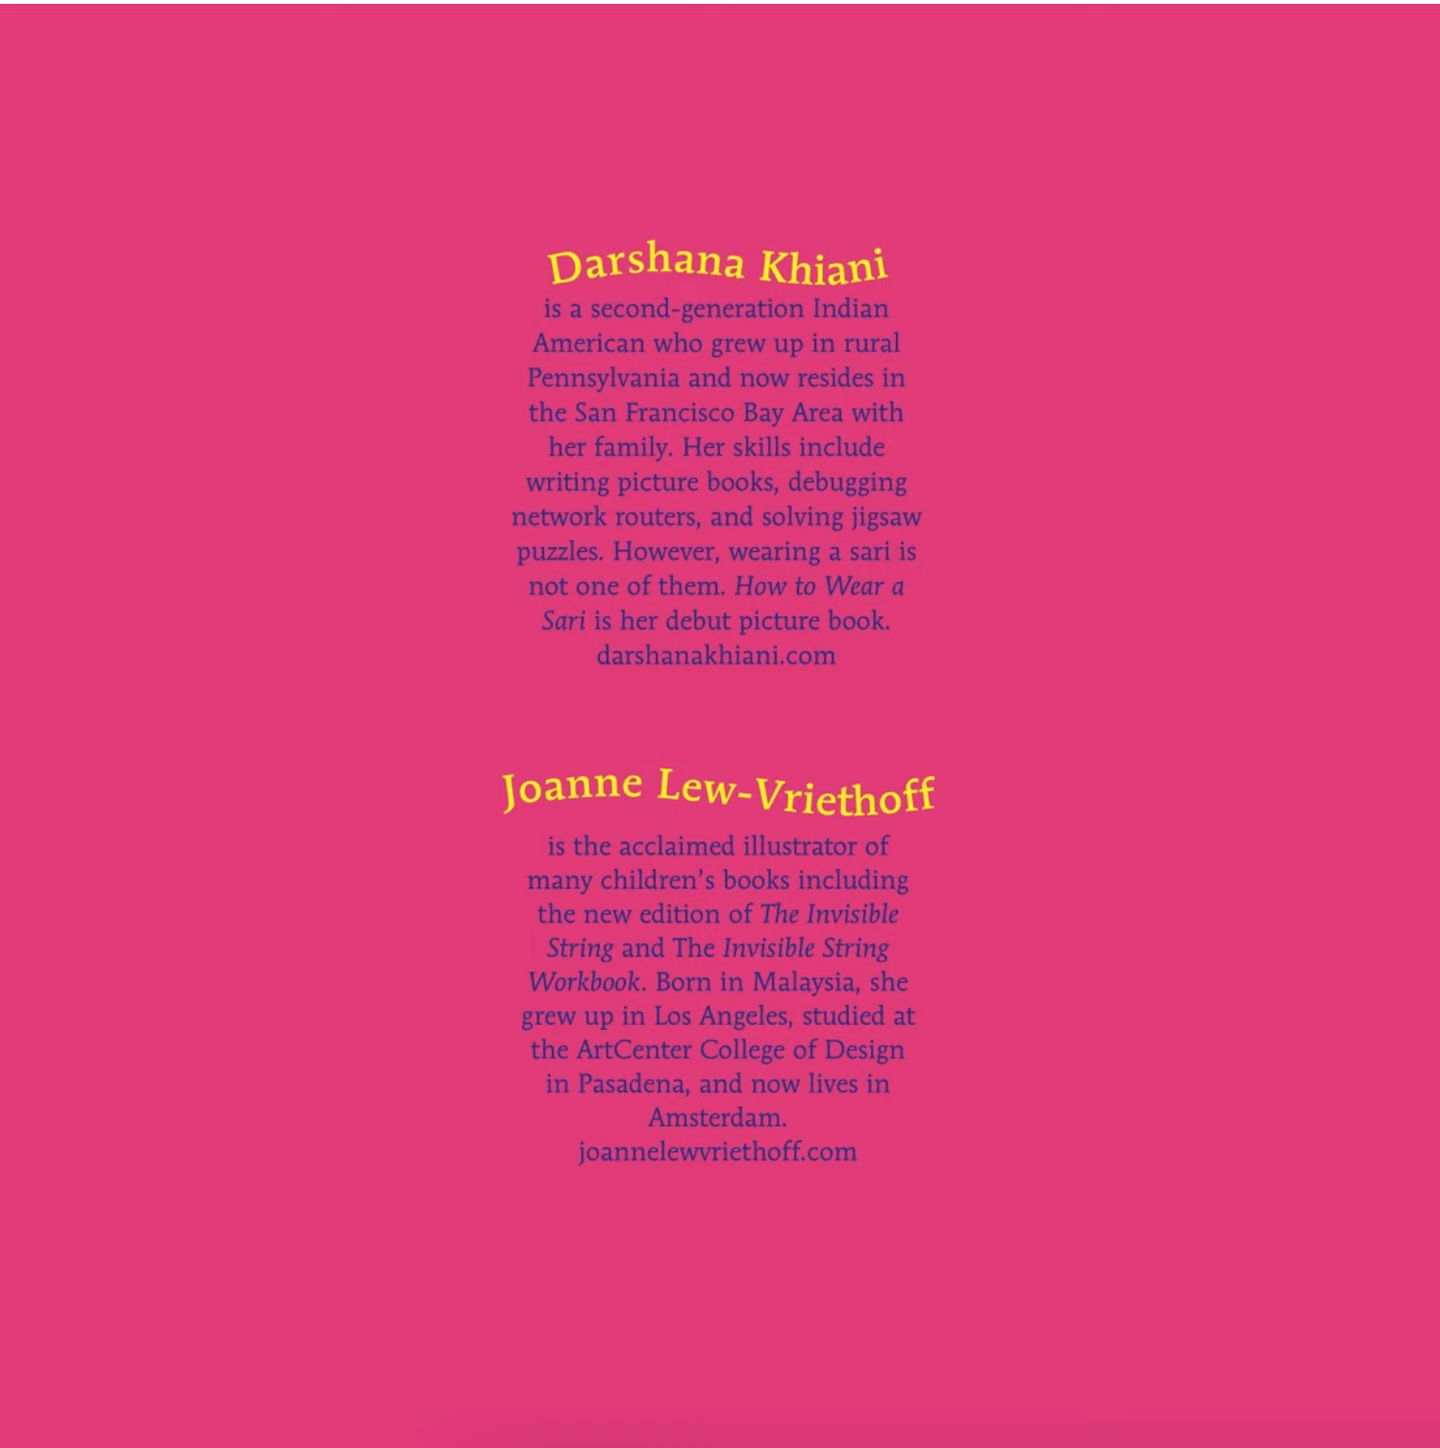 Darshana Khiani
is a second-generation Indian
American who grew up in rural
Pennsylvania and now resides in
the San Francisco Bay Area with
her family. Her skills include
writing picture books, debugging
network routers, and solving jigsaw
puzzles. However, wearing a sari is
not one of them. How to Wear a
Sari is her debut picture book.
darshanakhiani.com
Joanne Lew-Vriethoff
is the acclaimed illustrator of
many children’s books including
the new edition of The Invisible
String and The Invisible String
Workbook. Born in Malaysia, she
grew up in Los Angeles, studied at
the ArtCenter College of Design
in Pasadena, and now lives in
Amsterdam.
joannelewvriethoff.com